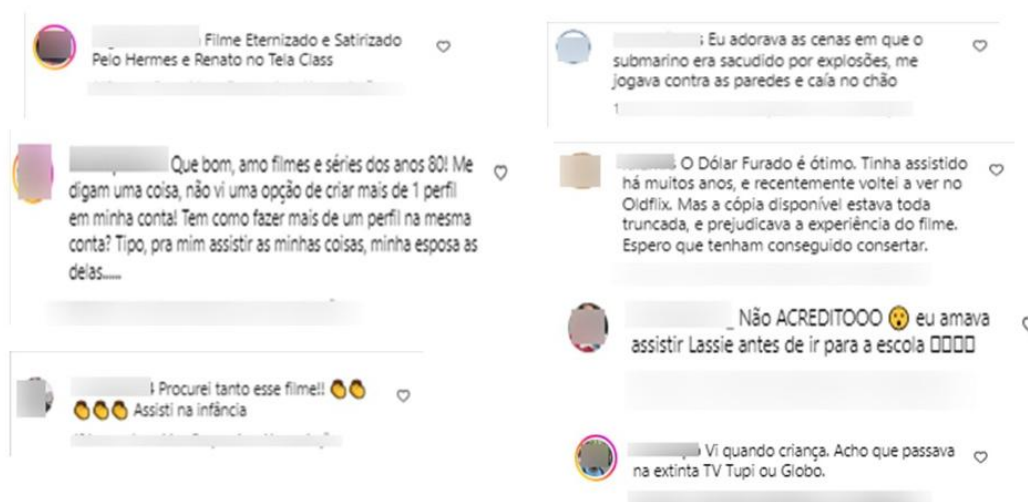 Filme Eternizado e Satirizado
Pelo Hermes e Renato no Tela Class
Que bom, amo filmes e séries dos anos 80! Me
digam uma coisa, não vi uma opção de criar mais de 1 perfil
em minha conta! Tem como fazer mais de um perfil na mesma
conta? Tipo, pra mim assistir as minhas coisas, minha esposa as
delas......
Procurei tanto esse filme!! 👏👏
👏👏👏 Assisti na infância
Eu adorava as cenas em que o
submarino era sacudido por explosões, me
jogava contra as paredes e caía no chão
1
O Dólar Furado é ótimo. Tinha assistido
há muitos anos, e recentemente voltei a ver no
Oldflix. Mas a cópia disponível estava toda
truncada, e prejudicava a experiência do filme.
Espero que tenham conseguido consertar.
_ Não ACREDITOOO 😮 eu amava
assistir Lassie antes de ir para a escola ▯▯▯▯
Vi quando criança. Acho que passava
na extinta TV Tupi ou Globo.